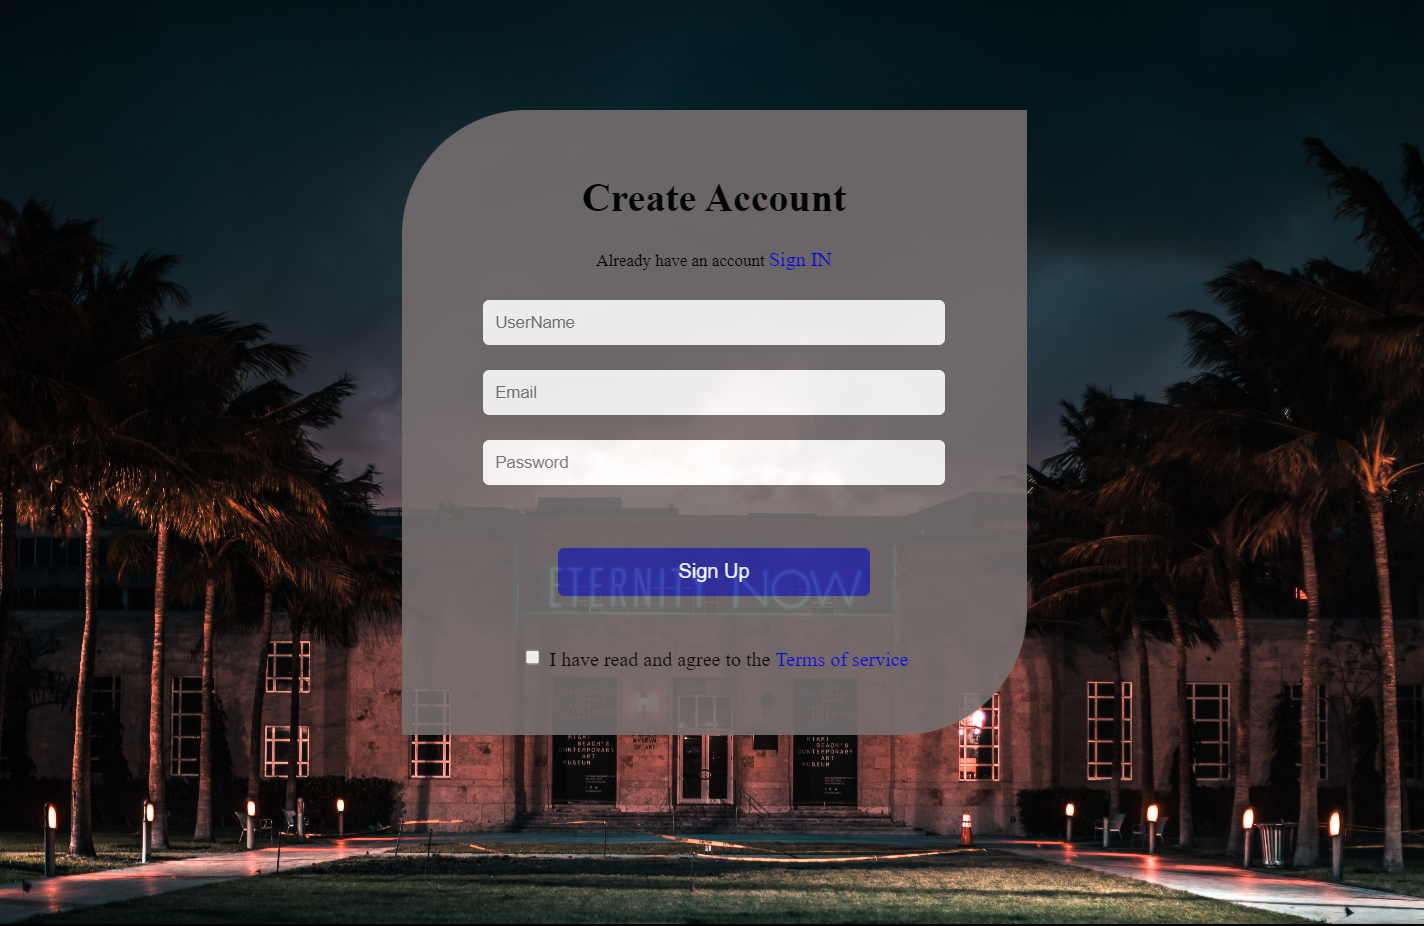 Create Account
Already have an account Sign IN
UserName
Email
Password
Sign Up
ETERNITY NOW
I have read and agree to the Terms of service
MIAMI
BEACH'S
CONTEMPORARY
ART
MUSEUM
MIAMI
BEACH'S
CONTEMPORARY
ART
MUSEUM